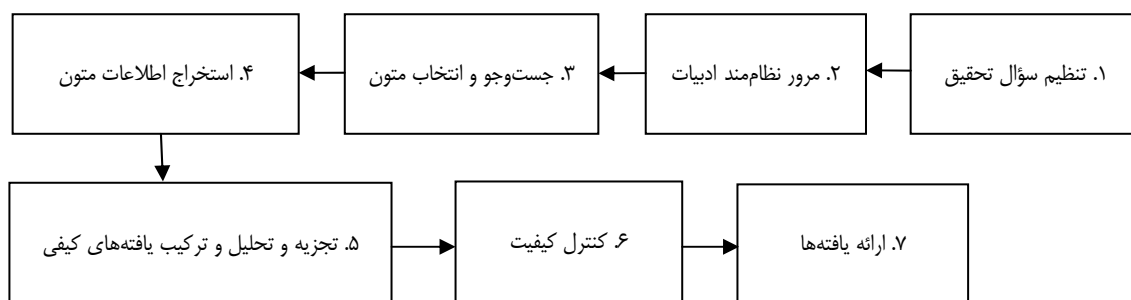 ۱. تنظیم سؤال تحقیق
۲. مرور نظام‌مند ادبیات
۳. جست‌وجو و انتخاب متون
۴. استخراج اطلاعات متون
۵. تجزیه و تحلیل و ترکیب یافته‌های کیفی
۶. کنترل کیفیت
۷. ارائه یافته‌ها